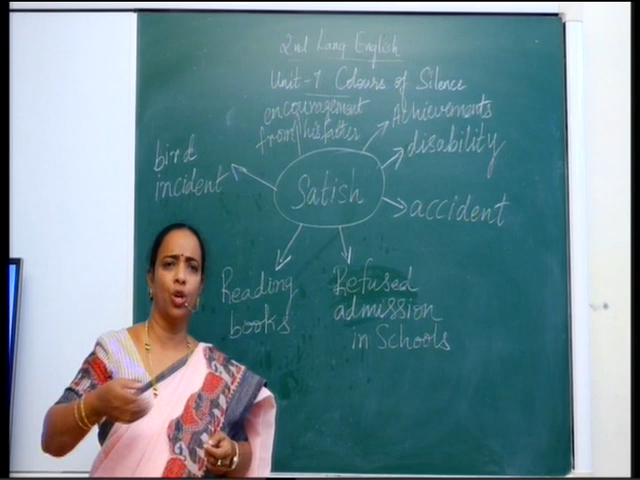 2nd Lang English
Unit-1 Colours of Silence
encouragement
from his father
Achievements
disability
bird
incident
Satish
accident
Reading
books
Refused
admission
in Schools